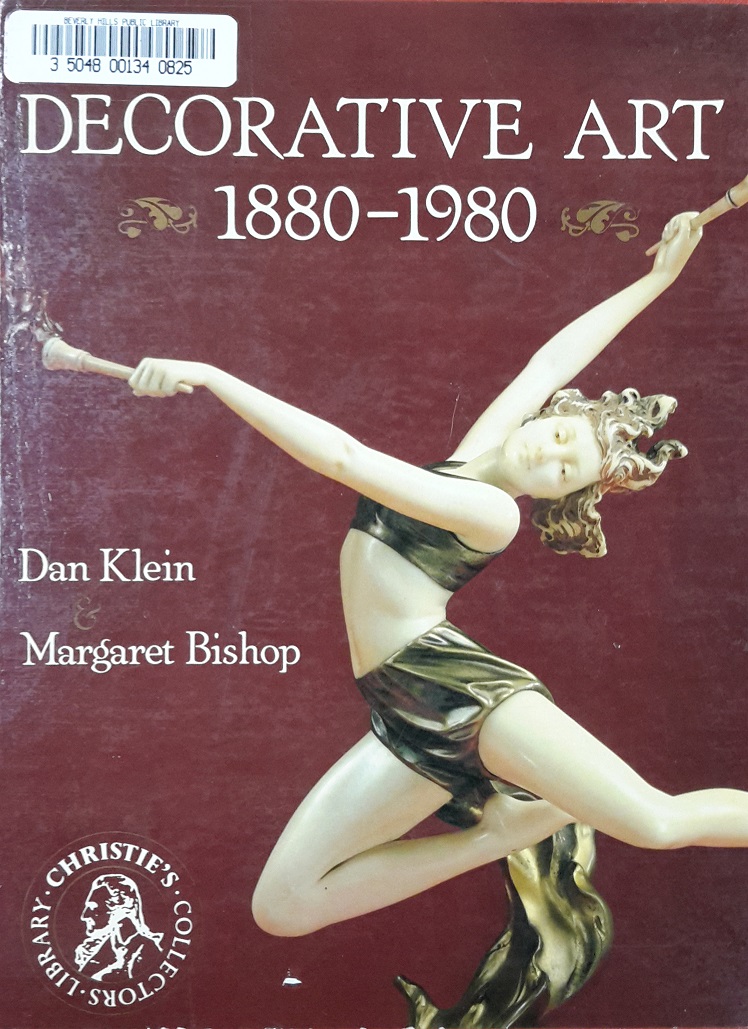 BEVERLY HILLS PUBLIC LIBRARY
3 5048 00134 0825
DECORATIVE ART
1880–1980
Dan Klein
&
Margaret Bishop
CHRISTIE'S · COLLECTORS · LIBRARY ·